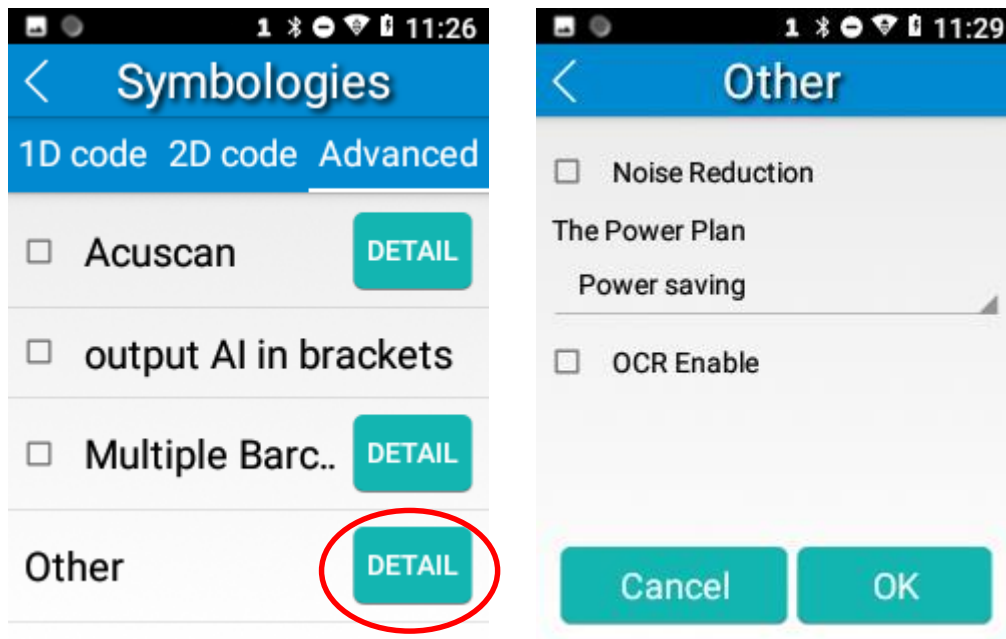 1 11:26
Symbologies
1D code 2D code Advanced
Acuscan DETAIL
output AI in brackets
Multiple Barc.. DETAIL
Other DETAIL
1 11:29
Other
Noise Reduction
The Power Plan
Power saving
OCR Enable
Cancel OK